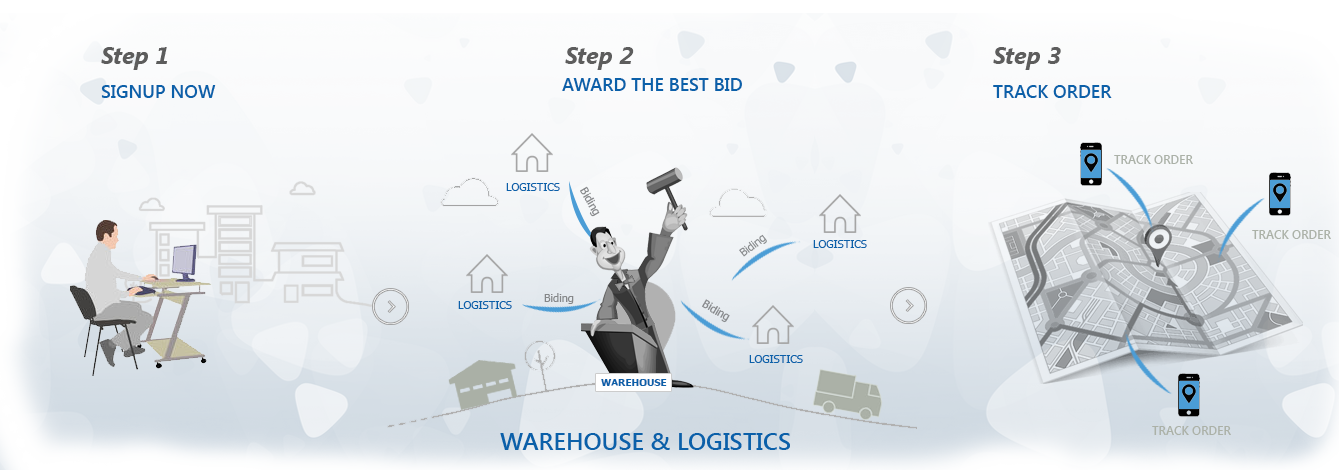 Step 1
SIGNUP NOW
Step 2
AWARD THE BEST BID
LOGISTICS
Biding
LOGISTICS
Biding
Biding
LOGISTICS
Biding
LOGISTICS
WAREHOUSE
WAREHOUSE & LOGISTICS
Step 3
TRACK ORDER
TRACK ORDER
TRACK ORDER
TRACK ORDER